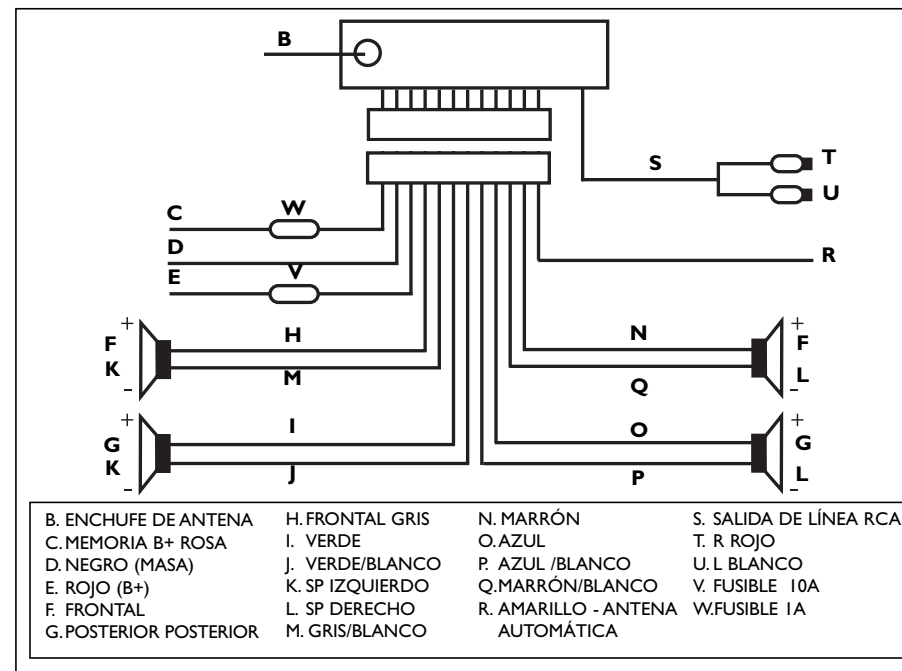 B
S
T
U
C
W
D
R
E
V
+
F
K
-
H
M
N
Q
+
F
L
-
+
G
K
-
I
J
O
P
+
G
L
-
B. ENCHUFE DE ANTENA
C. MEMORIA B+ ROSA
D. NEGRO (MASA)
E. ROJO (B+)
F. FRONTAL
G. POSTERIOR POSTERIOR
H. FRONTAL GRIS
I. VERDE
J. VERDE/BLANCO
K. SP IZQUIERDO
L. SP DERECHO
M. GRIS/BLANCO
N. MARRÓN
O. AZUL
P. AZUL /BLANCO
Q. MARRÓN/BLANCO
R. AMARILLO - ANTENA
AUTOMÁTICA
S. SALIDA DE LÍNEA RCA
T. R ROJO
U. L BLANCO
V. FUSIBLE 10A
W. FUSIBLE 1A